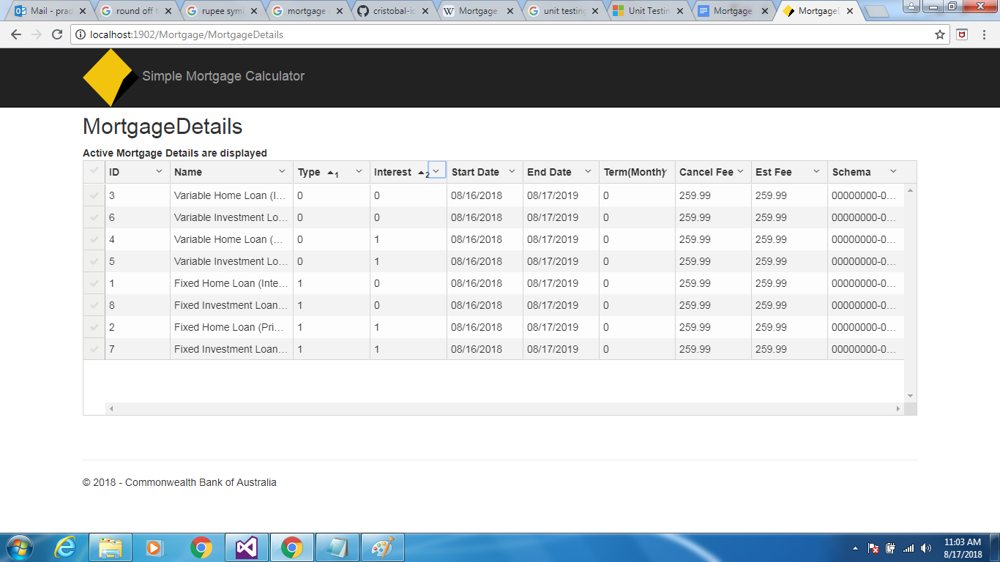 Mail - prac round off t rupee sym mortgage cristobal-ic Mortgage unit testing Unit Testin Mortgage MortgageD
localhost:1902/Mortgage/MortgageDetails
Simple Mortgage Calculator
MortgageDetails
Active Mortgage Details are displayed
ID Name Type 1 Interest 2 Start Date End Date Term(Month) Cancel Fee Est Fee Schema
3 Variable Home Loan (I... 0 0 08/16/2018 08/17/2019 0 259.99 259.99 00000000-0...
6 Variable Investment Lo... 0 0 08/16/2018 08/17/2019 0 259.99 259.99 00000000-0...
4 Variable Home Loan (... 0 1 08/16/2018 08/17/2019 0 259.99 259.99 00000000-0...
5 Variable Investment Lo... 0 1 08/16/2018 08/17/2019 0 259.99 259.99 00000000-0...
1 Fixed Home Loan (Inte... 1 0 08/16/2018 08/17/2019 0 259.99 259.99 00000000-0...
8 Fixed Investment Loan... 1 0 08/16/2018 08/17/2019 0 259.99 259.99 00000000-0...
2 Fixed Home Loan (Pri... 1 1 08/16/2018 08/17/2019 0 259.99 259.99 00000000-0...
7 Fixed Investment Loan... 1 1 08/16/2018 08/17/2019 0 259.99 259.99 00000000-0...
© 2018 - Commonwealth Bank of Australia
11:03 AM
8/17/2018